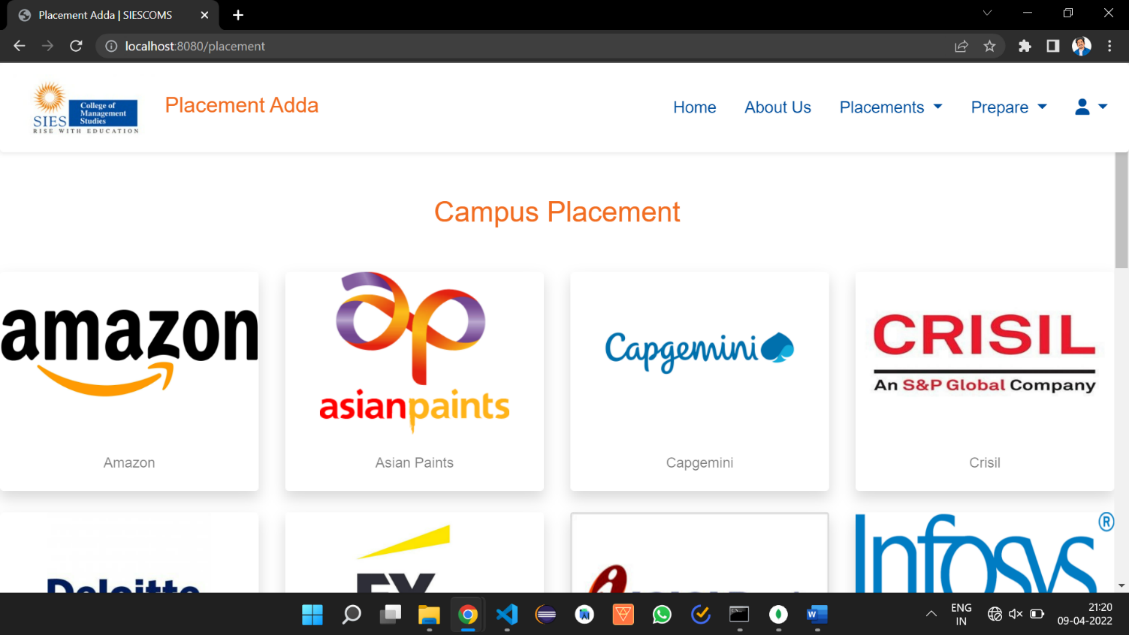 Placement Adda | SIESCOMS
localhost:8080/placement
SIES College of Management Studies
RISE WITH EDUCATION
Placement Adda
Home About Us Placements Prepare
Campus Placement
amazon
asianpaints
Capgemini
CRISIL
An S&P Global Company
Amazon Asian Paints Capgemini Crisil
Deloitte
EY
Infosys®
ENG
IN
21:20
09-04-2022